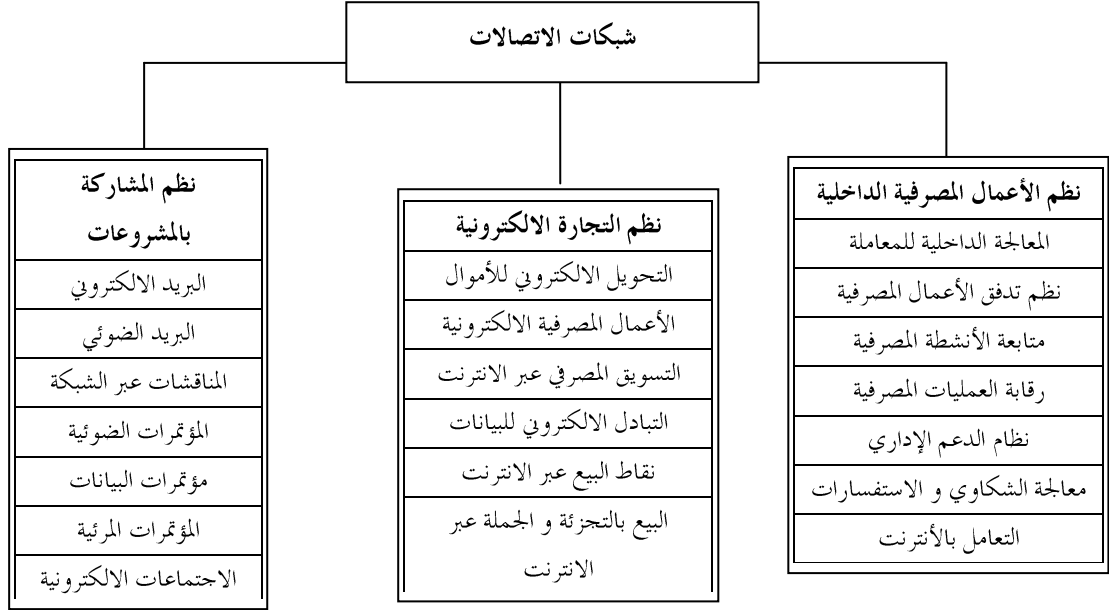 شبكات الاتصالات
نظم الأعمال المصرفية الداخلية
المعالجة الداخلية للمعاملة
نظم تدفق الأعمال المصرفية
متابعة الأنشطة المصرفية
رقابة العمليات المصرفية
نظام الدعم الإداري
معالجة الشكاوي و الاستفسارات
التعامل بالأنترنت
نظم التجارة الالكترونية
التحويل الالكتروني للأموال
الأعمال المصرفية الالكترونية
التسويق المصرفي عبر الانترنت
التبادل الالكتروني للبيانات
نقاط البيع عبر الانترنت
البيع بالتجزئة و الجملة عبر
الانترنت
نظم المشاركة
بالمشروعات
البريد الالكتروني
البريد الضوئي
المناقشات عبر الشبكة
المؤتمرات الضوئية
مؤتمرات البيانات
المؤتمرات المرئية
الاجتماعات الالكترونية